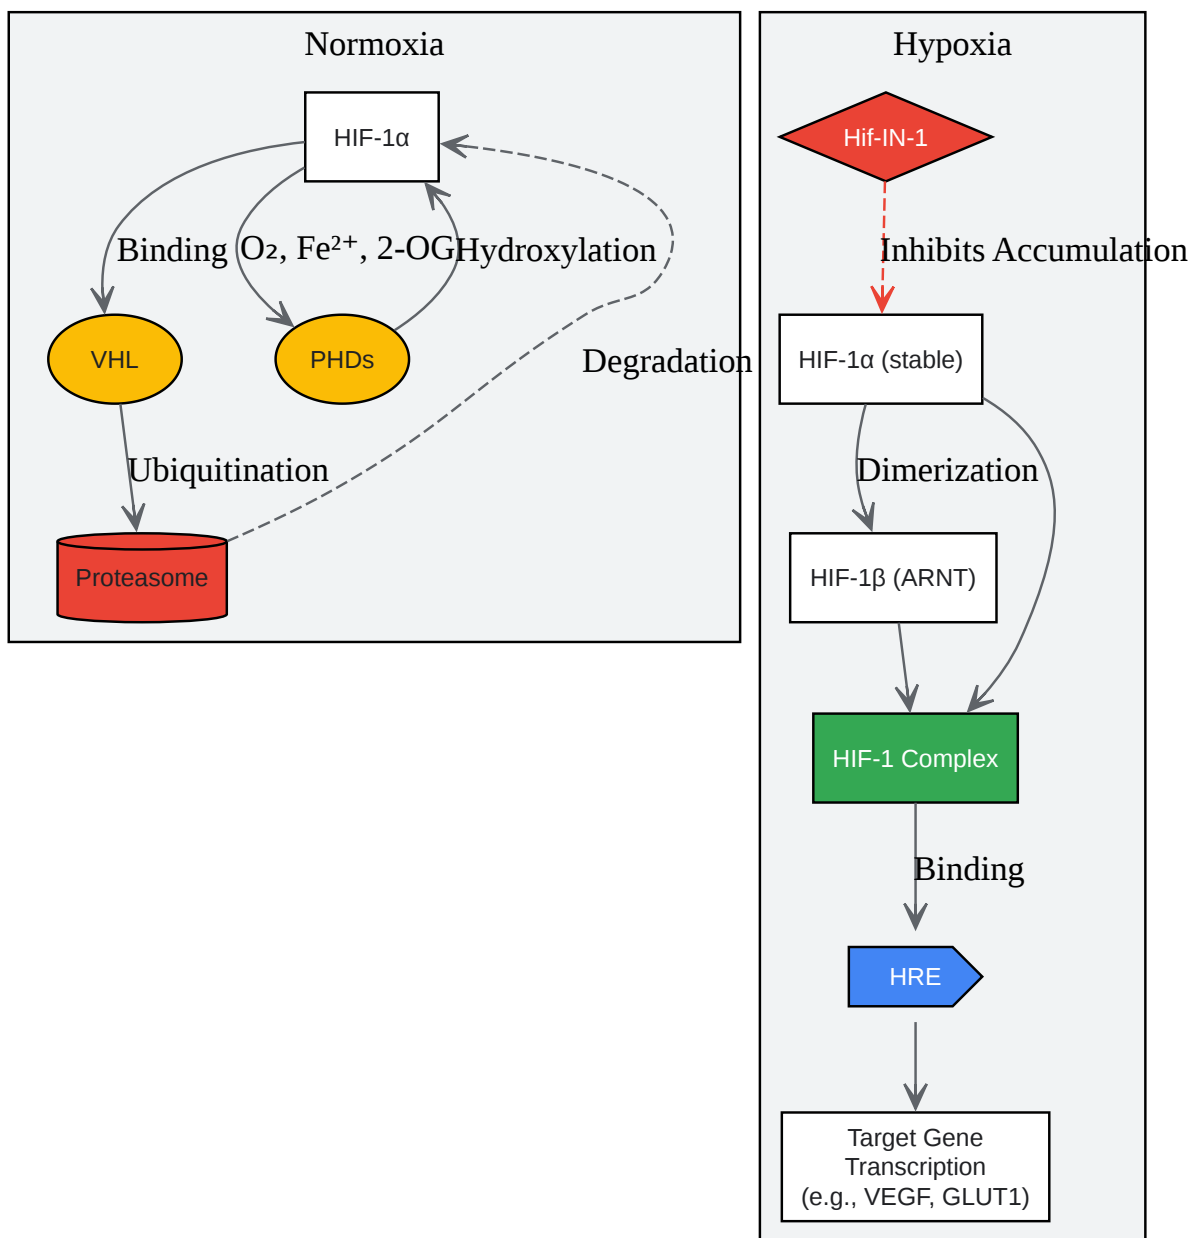 Normoxia
HIF-1α
Binding
O₂, Fe²⁺, 2-OG
Hydroxylation
VHL
PHDs
Degradation
Ubiquitination
Proteasome
Hypoxia
Hif-IN-1
Inhibits Accumulation
HIF-1α (stable)
Dimerization
HIF-1β (ARNT)
HIF-1 Complex
Binding
HRE
Target Gene
Transcription
(e.g., VEGF, GLUT1)